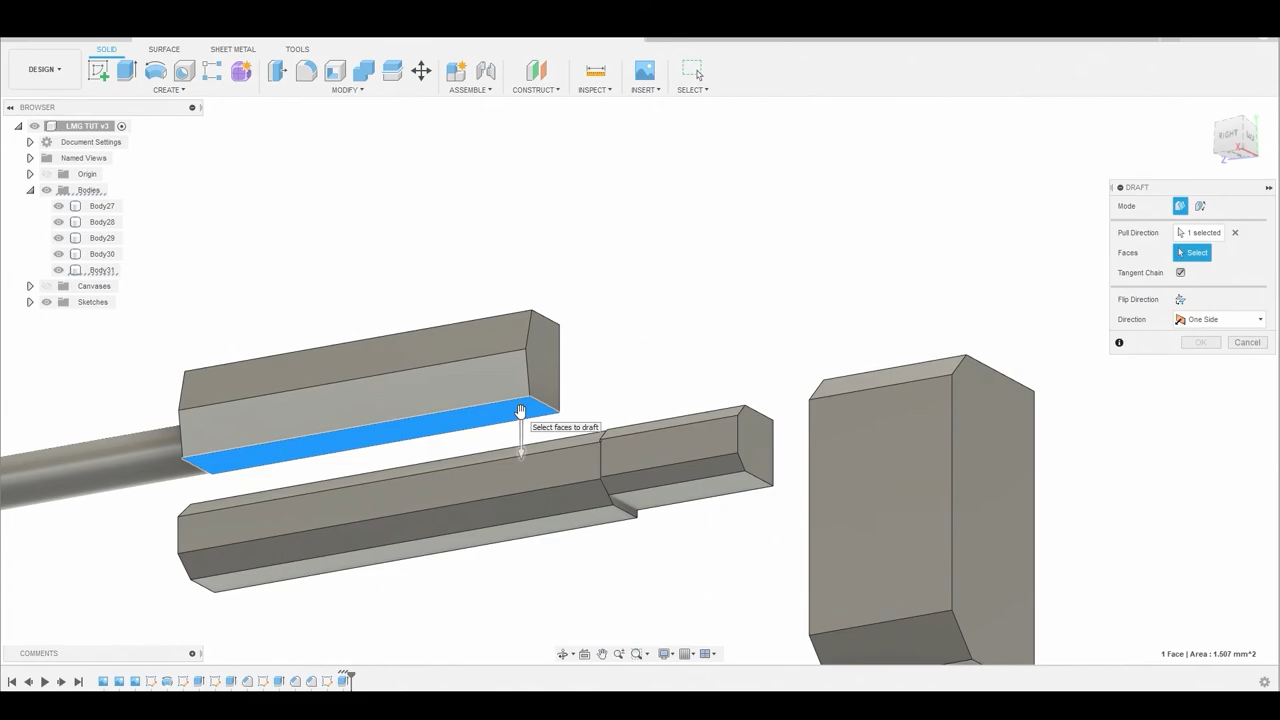 SOLID SURFACE SHEET METAL TOOLS
DESIGN
CREATE MODIFY ASSEMBLE CONSTRUCT INSPECT INSERT SELECT
BROWSER
LMG TUT v3
Document Settings
Named Views
Origin
Bodies
Body27
Body28
Body29
Body30
Body31
Canvases
Sketches
RIGHT
X
Z
DRAFT
Mode
Pull Direction 1 selected
Faces Select
Tangent Chain
Flip Direction
Direction One Side
OK Cancel
Select faces to draft
COMMENTS
1 Face | Area : 1.507 mm^2